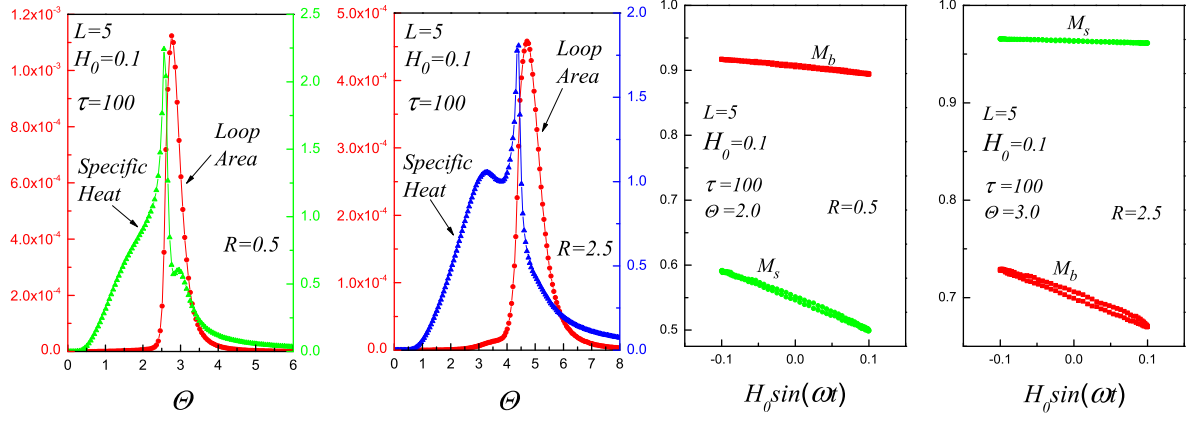 L=5
H₀=0.1
τ=100
Specific
Heat
Loop
Area
R=0.5
1.2x10⁻³
1.0x10⁻³
8.0x10⁻⁴
6.0x10⁻⁴
4.0x10⁻⁴
2.0x10⁻⁴
0.0
2.5
2.0
1.5
1.0
0.5
0.0
0 1 2 3 4 5 6
Θ
L=5
H₀=0.1
τ=100
Loop
Area
Specific
Heat
R=2.5
5.0x10⁻⁴
4.0x10⁻⁴
3.0x10⁻⁴
2.0x10⁻⁴
1.0x10⁻⁴
0.0
2.0
1.5
1.0
0.5
0.0
0 1 2 3 4 5 6 7 8
Θ
1.0
0.9
0.8
0.7
0.6
0.5
M_b
L=5
H₀=0.1
τ=100
Θ=2.0
R=0.5
M_s
-0.1 0.0 0.1
H₀sin(ωt)
1.0
0.9
0.8
0.7
M_s
L=5
H₀=0.1
τ=100
Θ=3.0
R=2.5
M_b
-0.1 0.0 0.1
H₀sin(ωt)